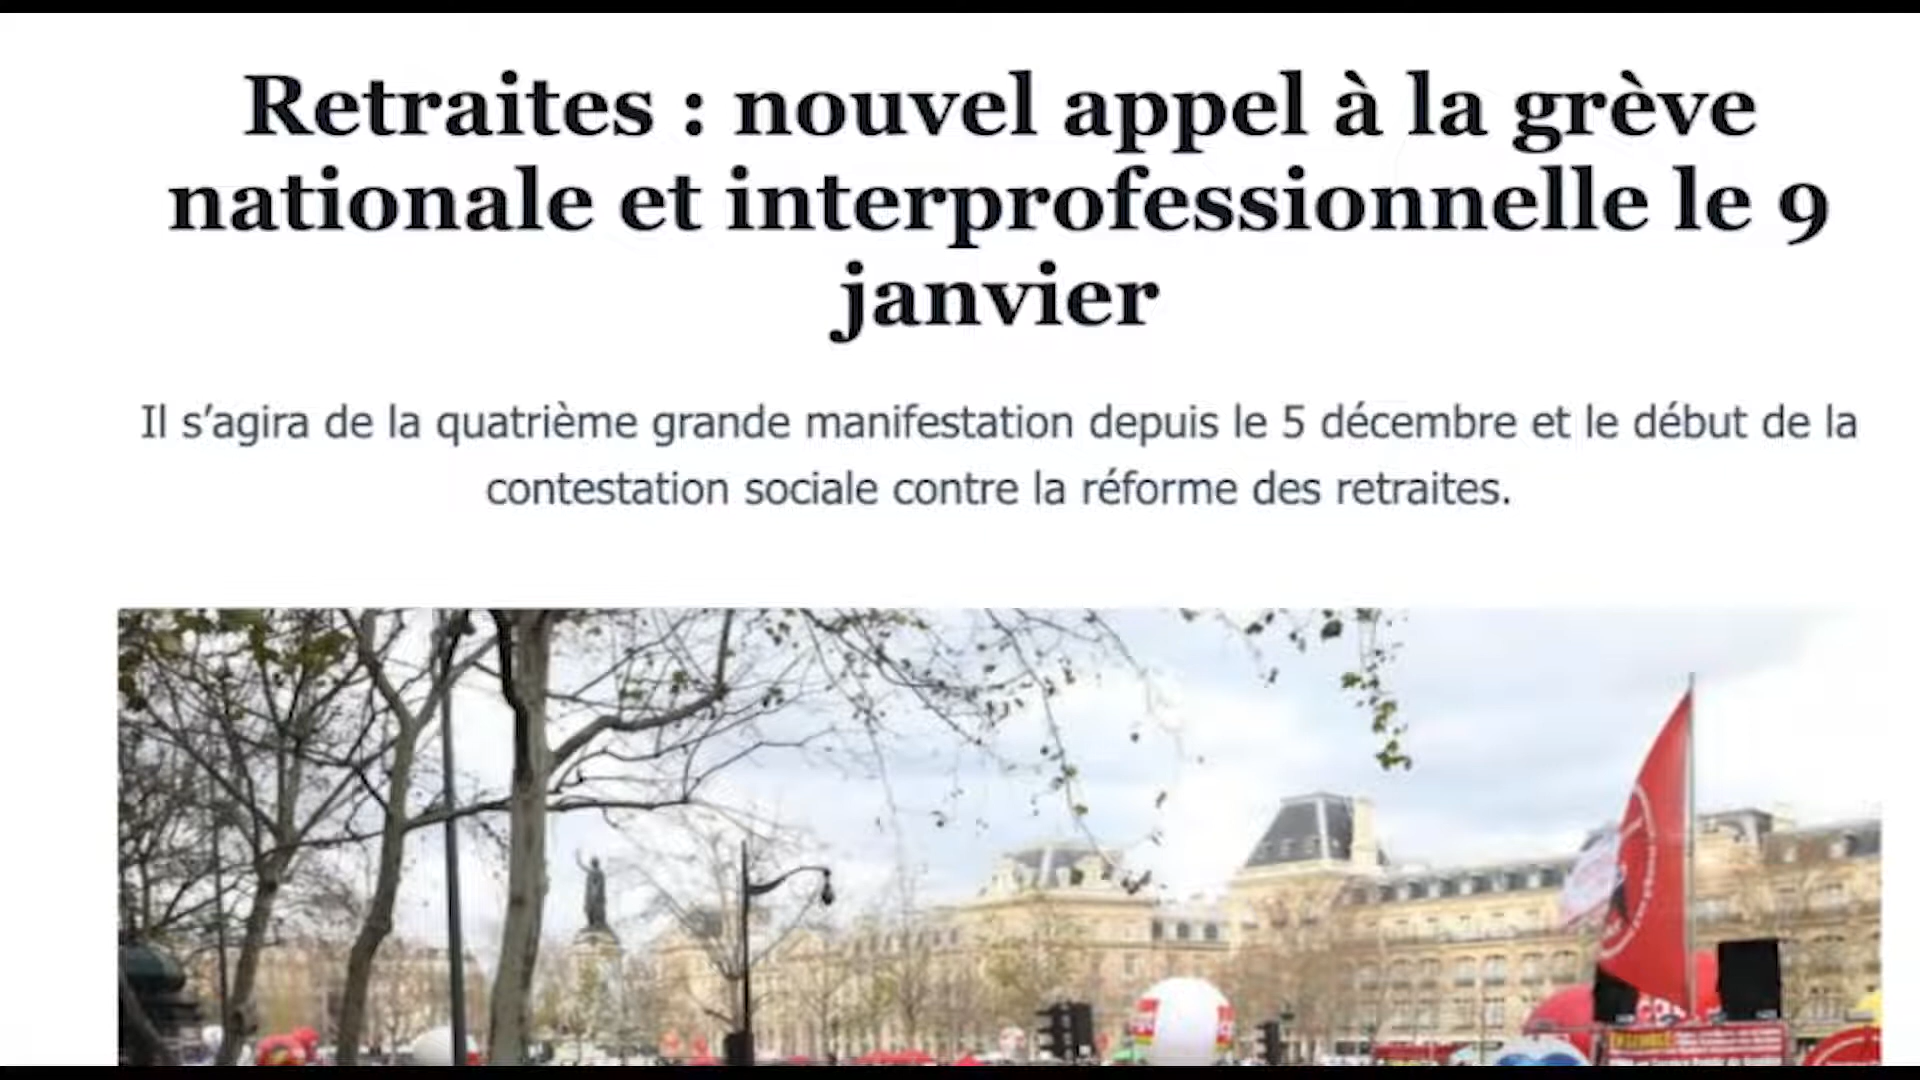 Retraites : nouvel appel à la grève
nationale et interprofessionnelle le 9
janvier
Il s’agira de la quatrième grande manifestation depuis le 5 décembre et le début de la
contestation sociale contre la réforme des retraites.
ENSEMBLE